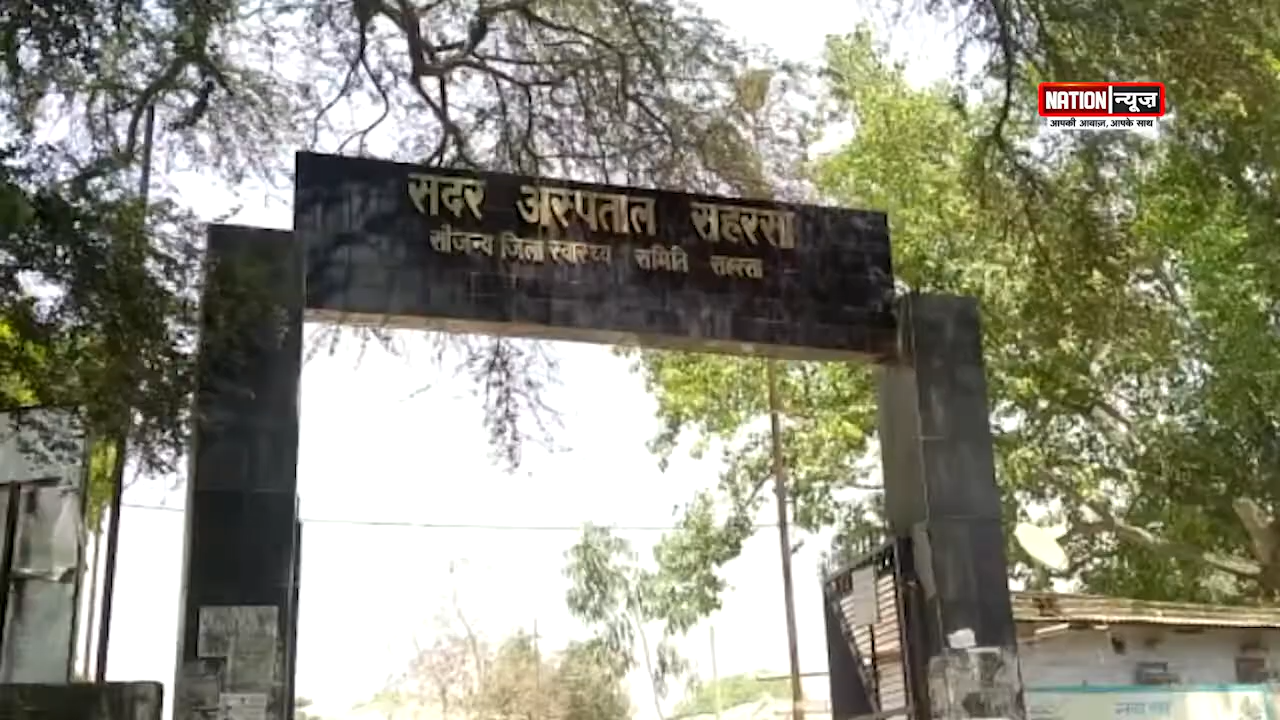 NATION न्यूज़
आपकी आवाज़, आपके साथ
सदर अस्पताल सहरसा
सौजन्य जिला स्वास्थ्य समिति सहरसा